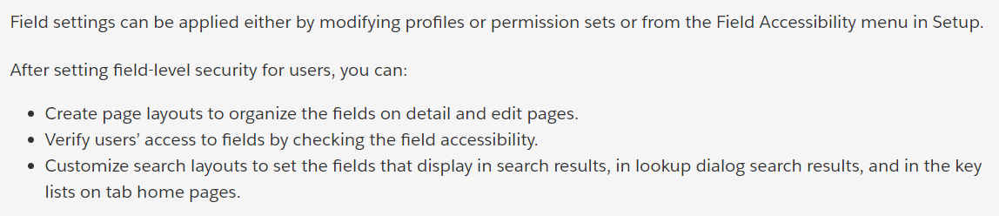 Field settings can be applied either by modifying profiles or permission sets or from the Field Accessibility menu in Setup.
After setting field-level security for users, you can:
• Create page layouts to organize the fields on detail and edit pages.
• Verify users’ access to fields by checking the field accessibility.
• Customize search layouts to set the fields that display in search results, in lookup dialog search results, and in the key
lists on tab home pages.